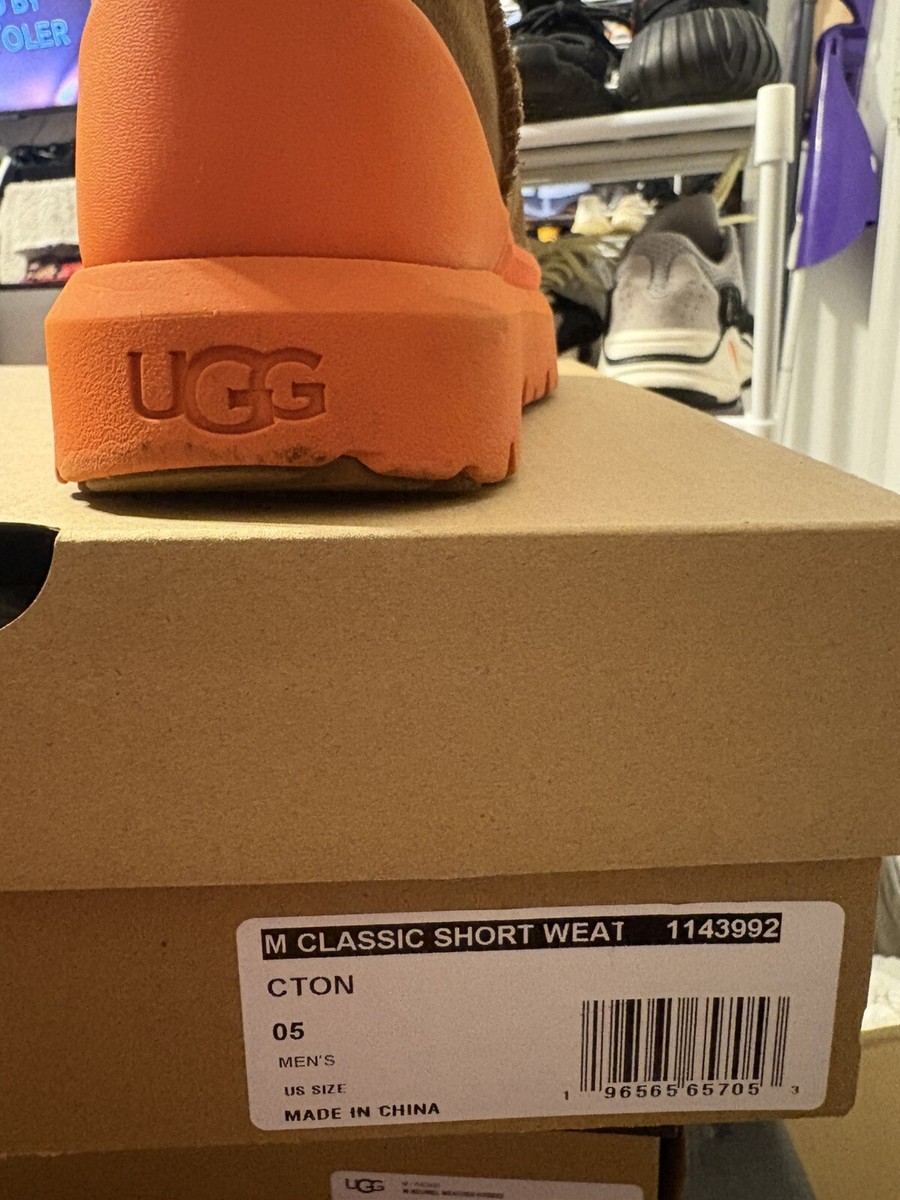 D BY
OLER
UGG
M CLASSIC SHORT WEAT 1143992
CTON
05
MEN'S
US SIZE
MADE IN CHINA
1 96565 65705 3
UGG